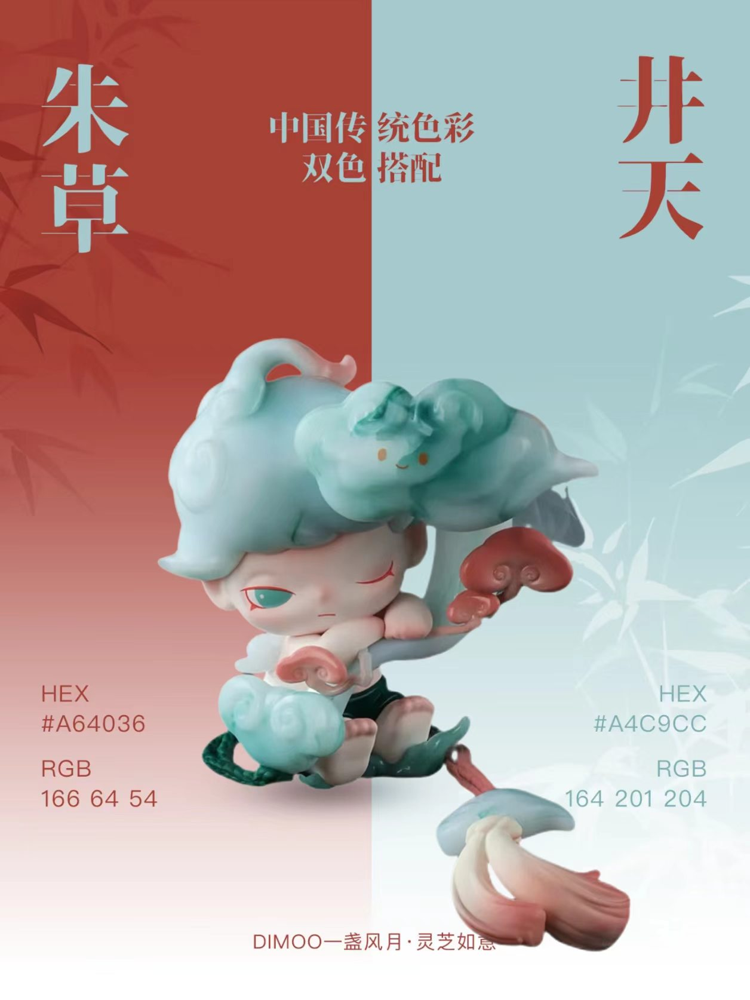 朱草
井天
中国传统色彩
双色搭配
HEX
#A64036
RGB
166 64 54
HEX
#A4C9CC
RGB
164 201 204
DIMOO一盏风月·灵芝如意